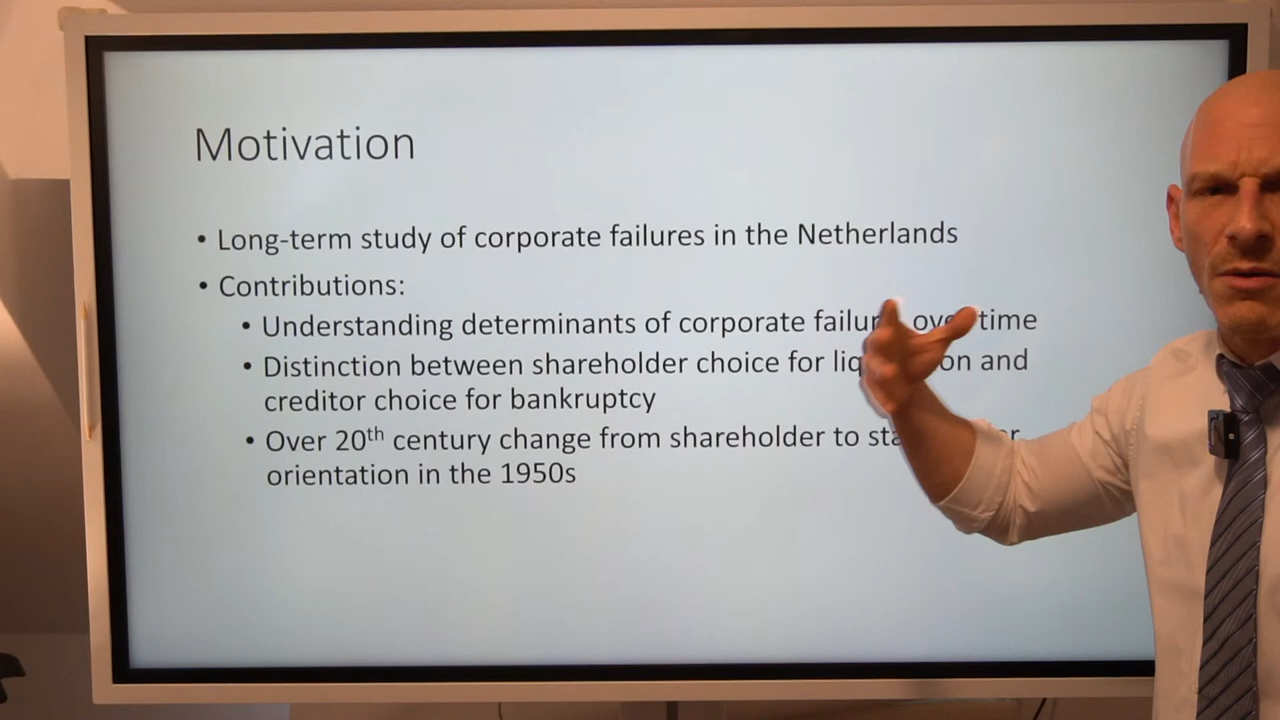 Motivation
• Long-term study of corporate failures in the Netherlands
• Contributions:
• Understanding determinants of corporate time
• Distinction between shareholder choice for and
creditor choice for bankruptcy
• Over 20th century change from shareholder to
orientation in the 1950s